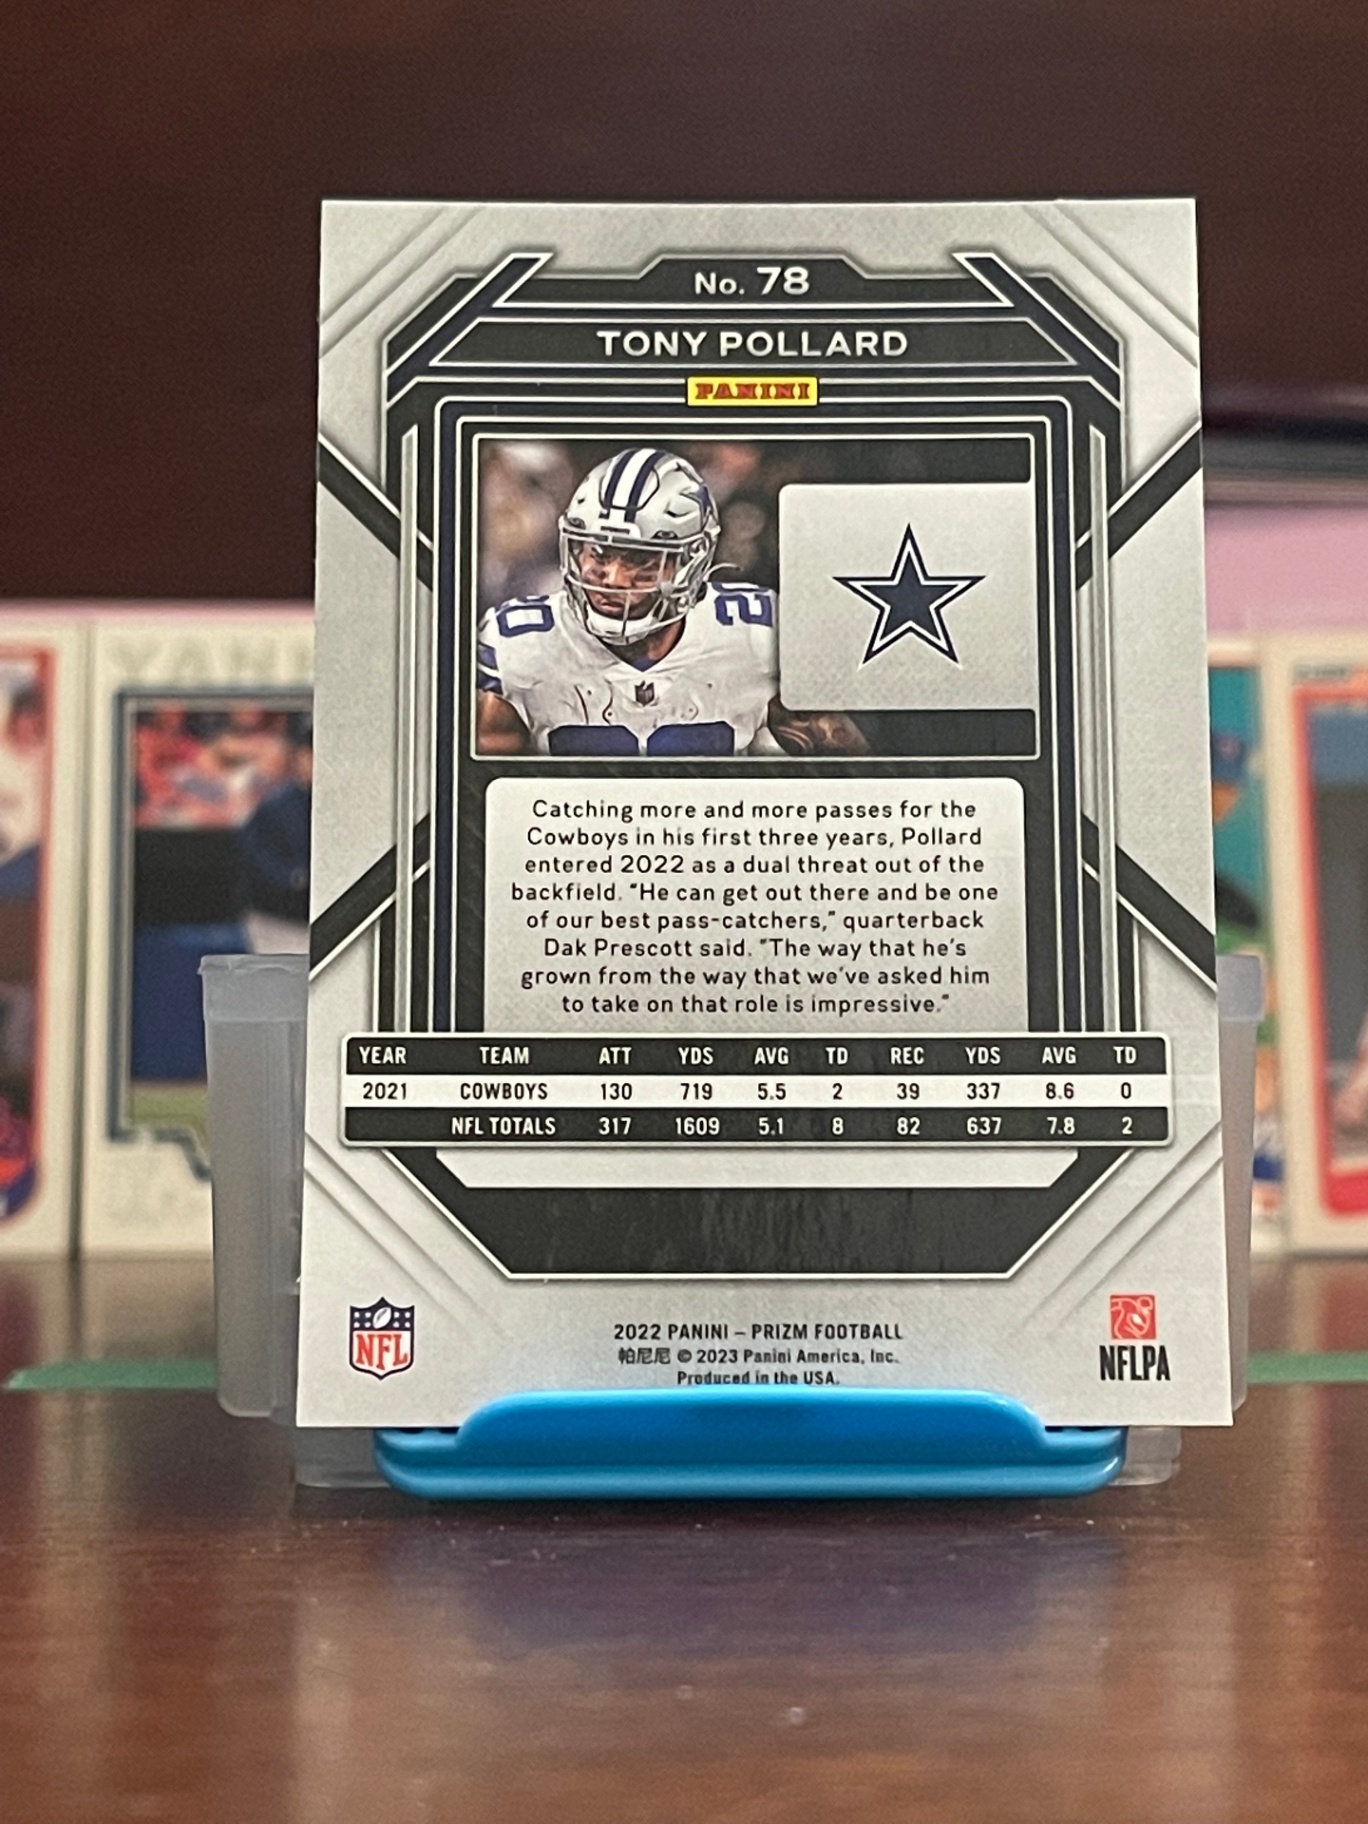 No. 78
TONY POLLARD
PANINI
20
20
Catching more and more passes for the
Cowboys in his first three years, Pollard
entered 2022 as a dual threat out of the
backfield. "He can get out there and be one
of our best pass-catchers," quarterback
Dak Prescott said. "The way that he's
grown from the way that we've asked him
to take on that role is impressive."
YEAR TEAM ATT YDS AVG TD REC YDS AVG TD
2021 COWBOYS 130 719 5.5 2 39 337 8.6 0
NFL TOTALS 317 1609 5.1 8 82 637 7.8 2
NFL
NFLPA
2022 PANINI – PRIZM FOOTBALL
帕尼尼 © 2023 Panini America, Inc.
Produced in the USA.